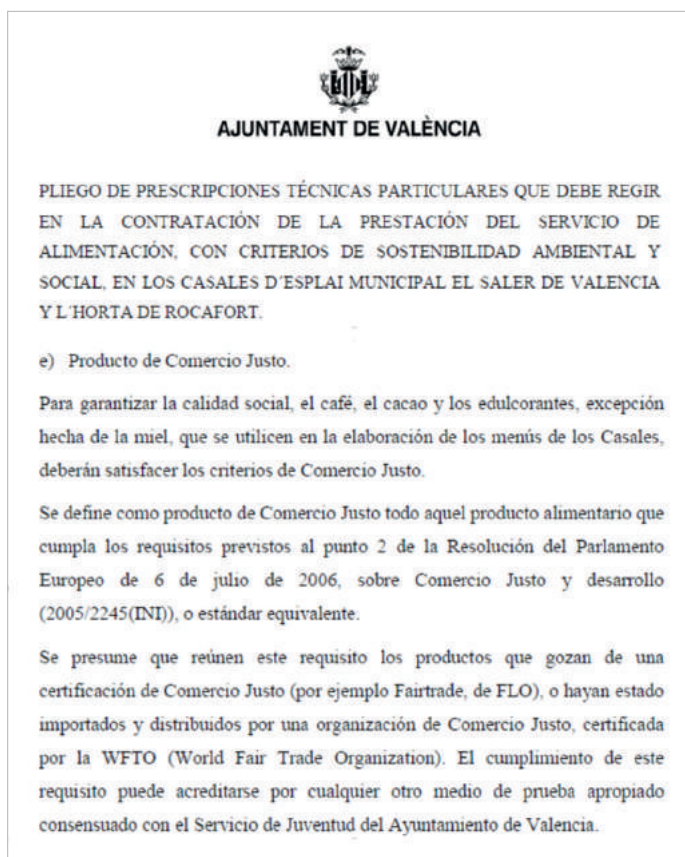 AJUNTAMENT DE VALÈNCIA
PLIEGO DE PRESCRIPCIONES TÉCNICAS PARTICULARES QUE DEBE REGIR
EN LA CONTRATACIÓN DE LA PRESTACIÓN DEL SERVICIO DE
ALIMENTACIÓN, CON CRITERIOS DE SOSTENIBILIDAD AMBIENTAL Y
SOCIAL, EN LOS CASALES D´ESPLAI MUNICIPAL EL SALER DE VALENCIA
Y L´HORTA DE ROCAFORT.
e) Producto de Comercio Justo.
Para garantizar la calidad social, el café, el cacao y los edulcorantes, excepción
hecha de la miel, que se utilicen en la elaboración de los menús de los Casales,
deberán satisfacer los criterios de Comercio Justo.
Se define como producto de Comercio Justo todo aquel producto alimentario que
cumpla los requisitos previstos al punto 2 de la Resolución del Parlamento
Europeo de 6 de julio de 2006, sobre Comercio Justo y desarrollo
(2005/2245(INI)), o estándar equivalente.
Se presume que reúnen este requisito los productos que gozan de una
certificación de Comercio Justo (por ejemplo Fairtrade, de FLO), o hayan estado
importados y distribuidos por una organización de Comercio Justo, certificada
por la WFTO (World Fair Trade Organization). El cumplimiento de este
requisito puede acreditarse por cualquier otro medio de prueba apropiado
consensuado con el Servicio de Juventud del Ayuntamiento de Valencia.